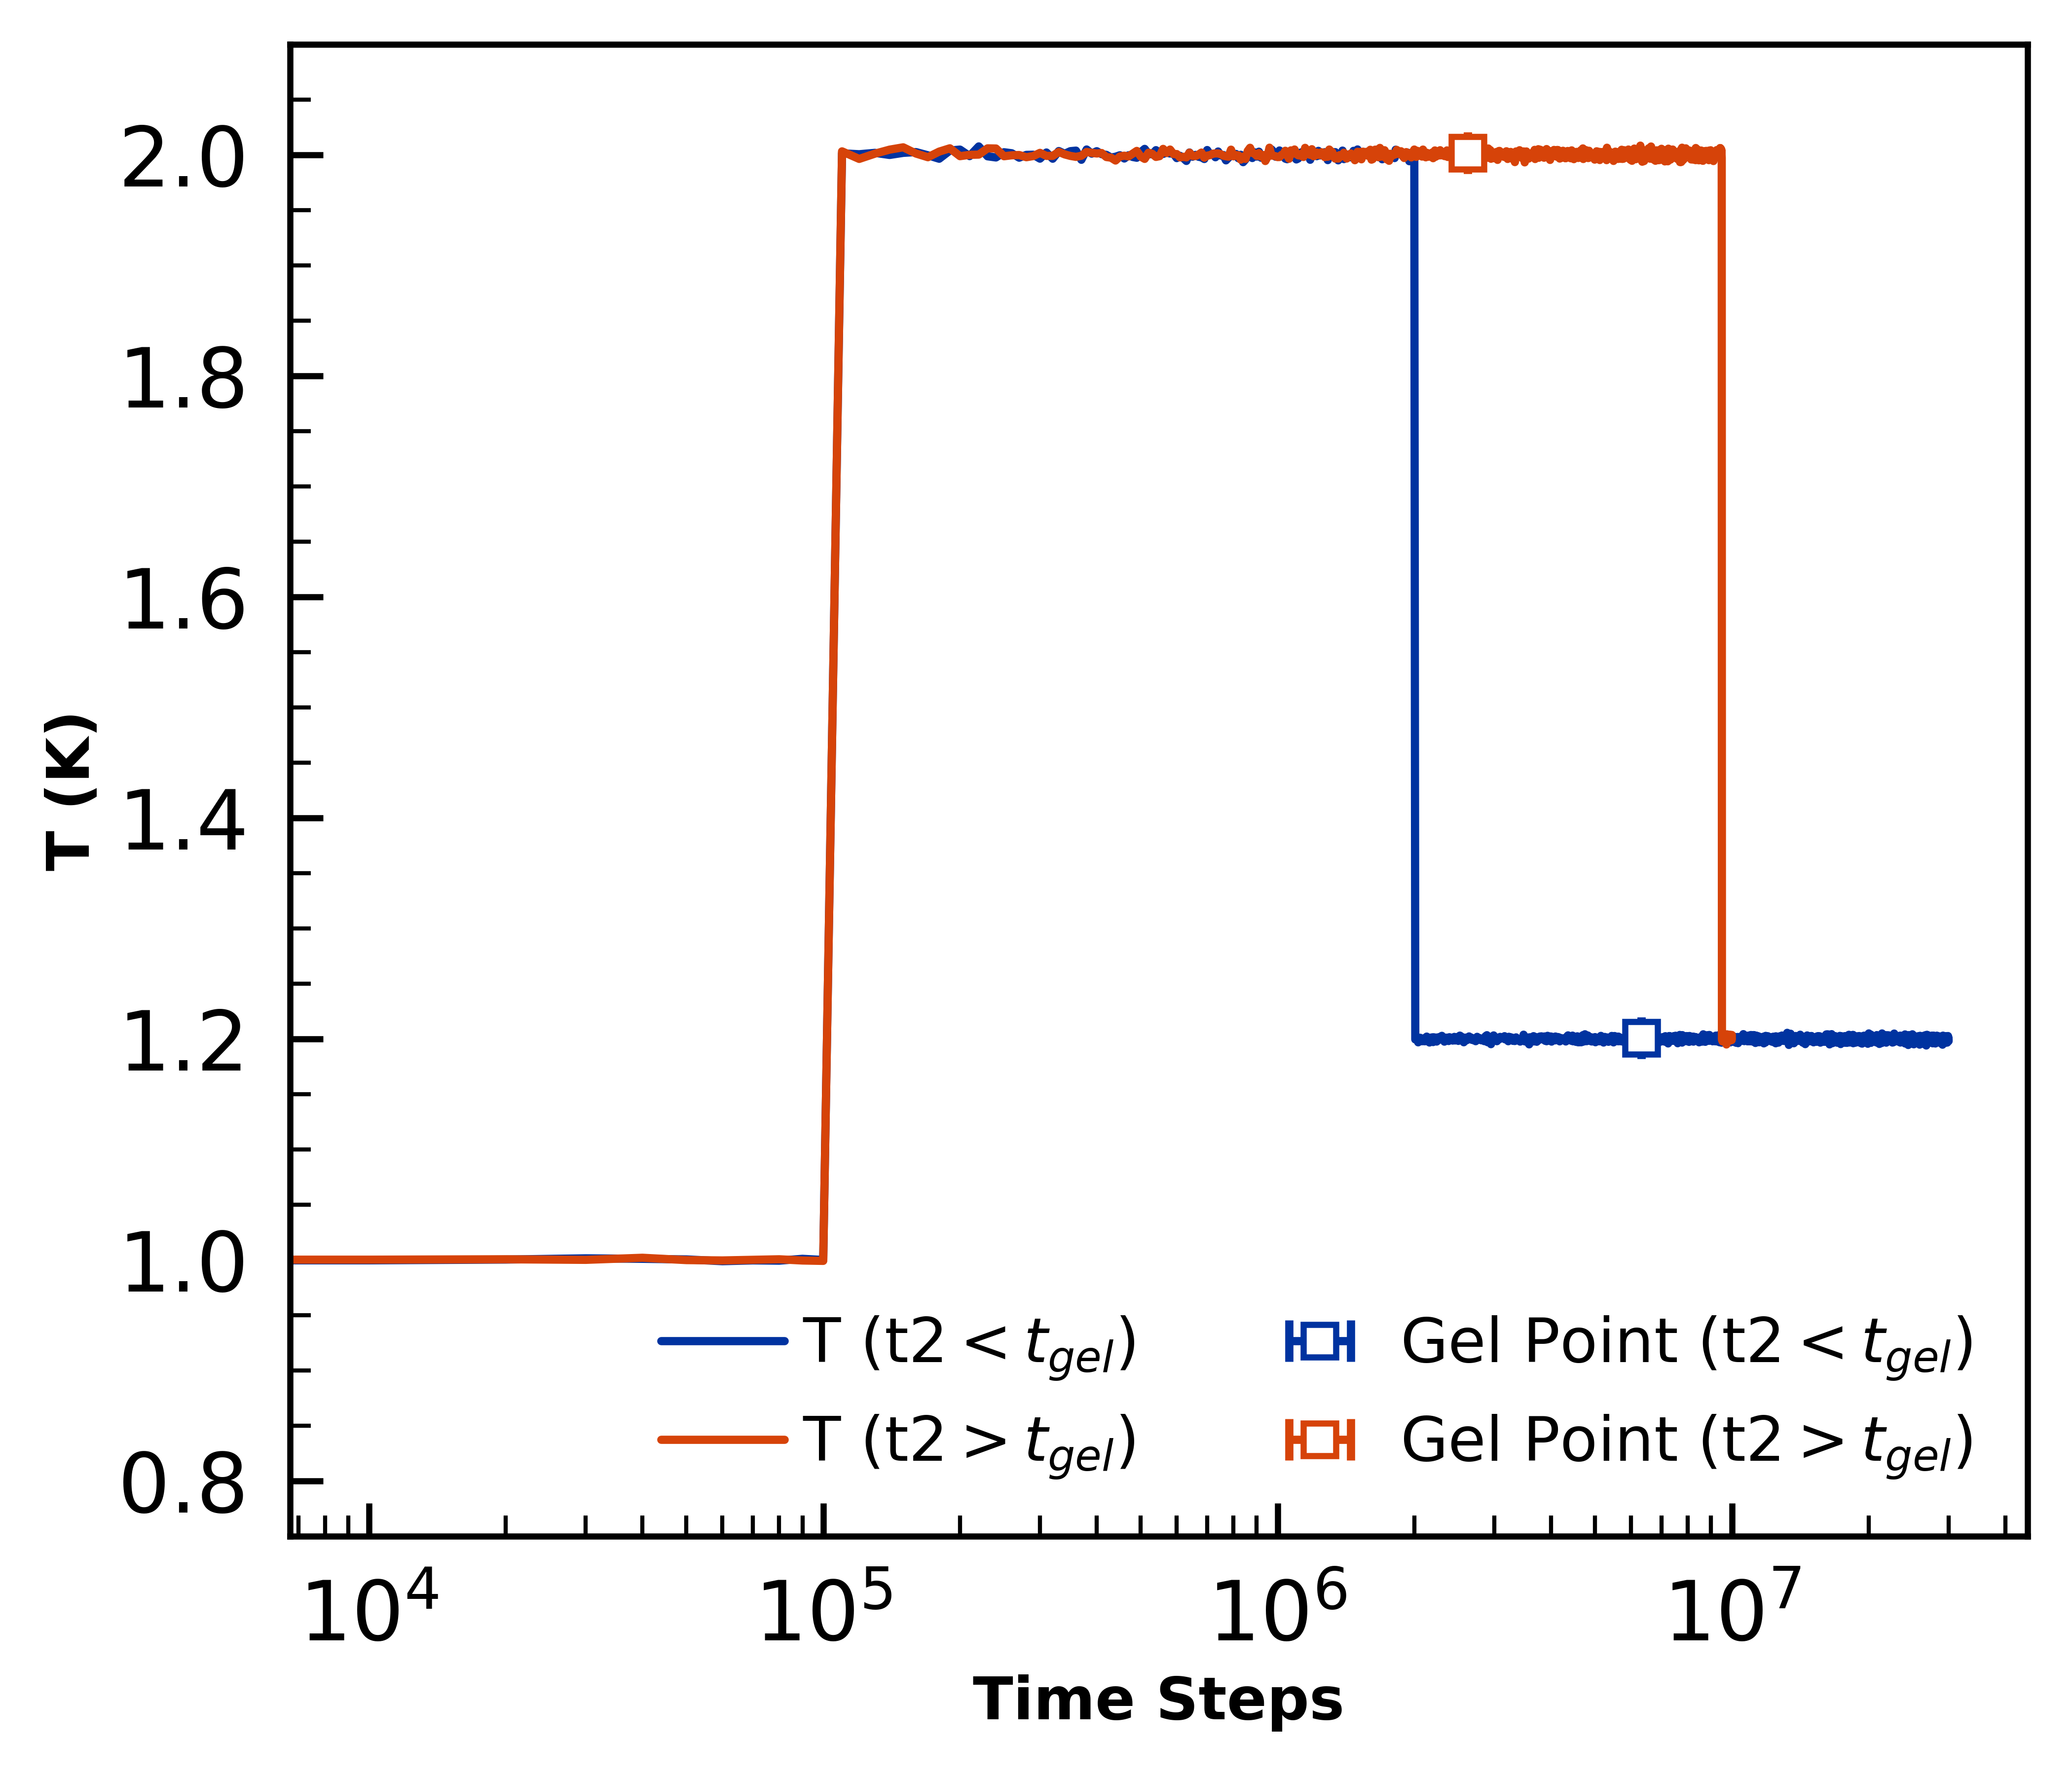 2.0
1.8
1.6
1.4
1.2
1.0
0.8
T (K)
T (t2 < t_gel) Gel Point (t2 < t_gel)
T (t2 > t_gel) Gel Point (t2 > t_gel)
10^4 10^5 10^6 10^7
Time Steps